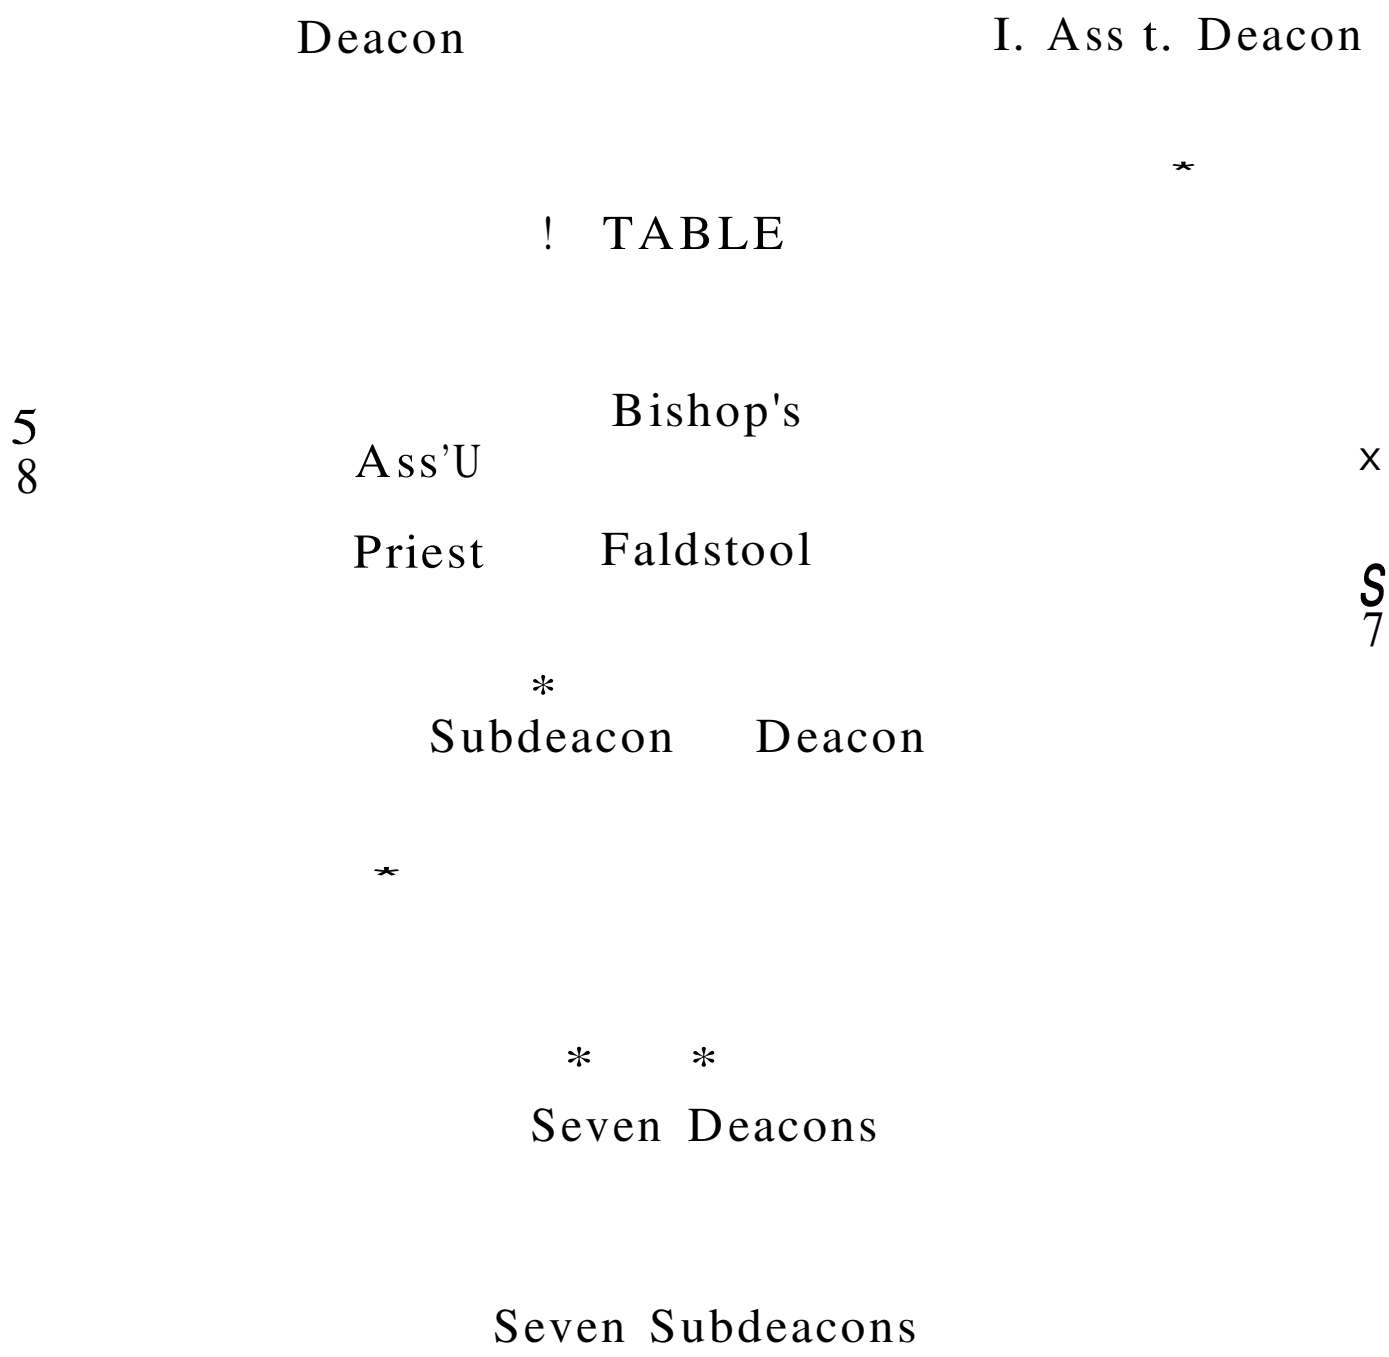 Deacon I. Ass t. Deacon
*
! TABLE
Bishop's
5
8
Ass’U
x
Priest Faldstool
S
7
*
Subdeacon Deacon
*
* *
Seven Deacons
Seven Subdeacons